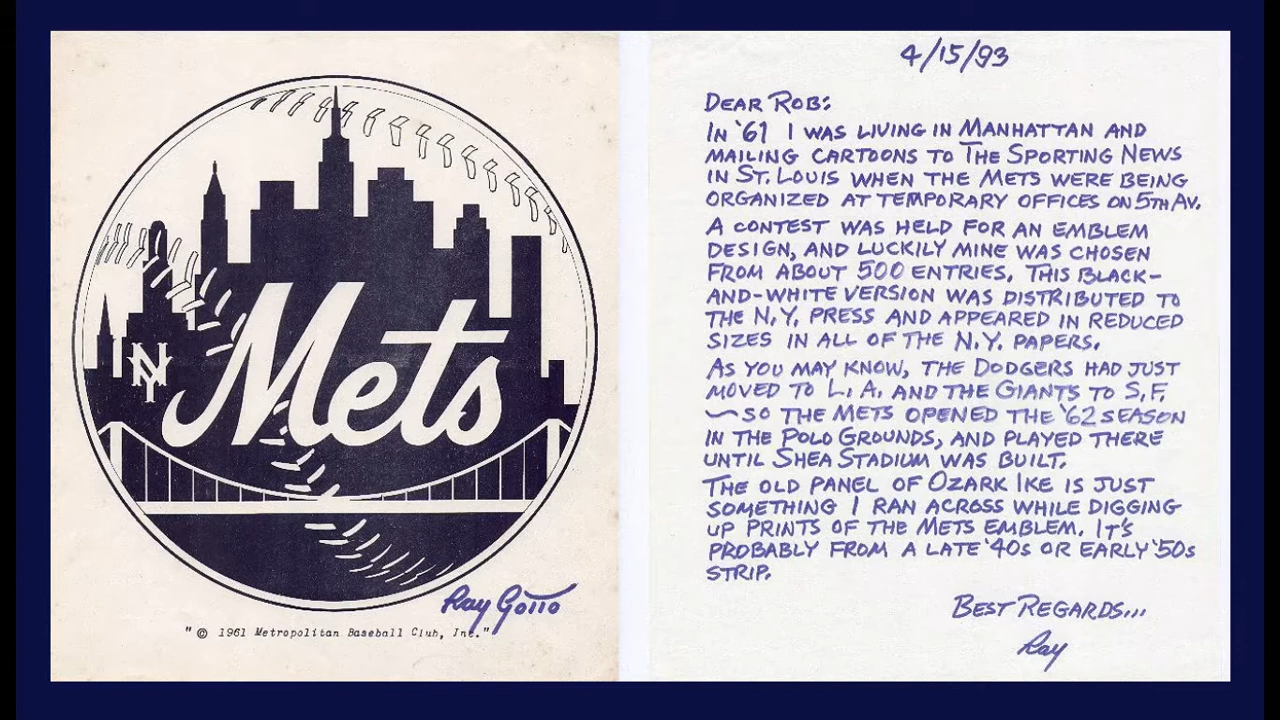 NY
Mets
Ray Gotto
"© 1961 Metropolitan Baseball Club, Inc."
4/15/93
DEAR ROB:
IN '61 I WAS LIVING IN MANHATTAN AND
MAILING CARTOONS TO THE SPORTING NEWS
IN ST. LOUIS WHEN THE METS WERE BEING
ORGANIZED AT TEMPORARY OFFICES ON 5TH AV.
A CONTEST WAS HELD FOR AN EMBLEM
DESIGN, AND LUCKILY MINE WAS CHOSEN
FROM ABOUT 500 ENTRIES. THIS BLACK-
AND-WHITE VERSION WAS DISTRIBUTED TO
THE N.Y. PRESS AND APPEARED IN REDUCED
SIZES IN ALL OF THE N.Y. PAPERS.
AS YOU MAY KNOW, THE DODGERS HAD JUST
MOVED TO L.A. AND THE GIANTS TO S.F.
~SO THE METS OPENED THE '62 SEASON
IN THE POLO GROUNDS, AND PLAYED THERE
UNTIL SHEA STADIUM WAS BUILT.
THE OLD PANEL OF OZARK IKE IS JUST
SOMETHING I RAN ACROSS WHILE DIGGING
UP PRINTS OF THE METS EMBLEM. IT'S
PROBABLY FROM A LATE '40S OR EARLY '50S
STRIP.
BEST REGARDS...
Ray